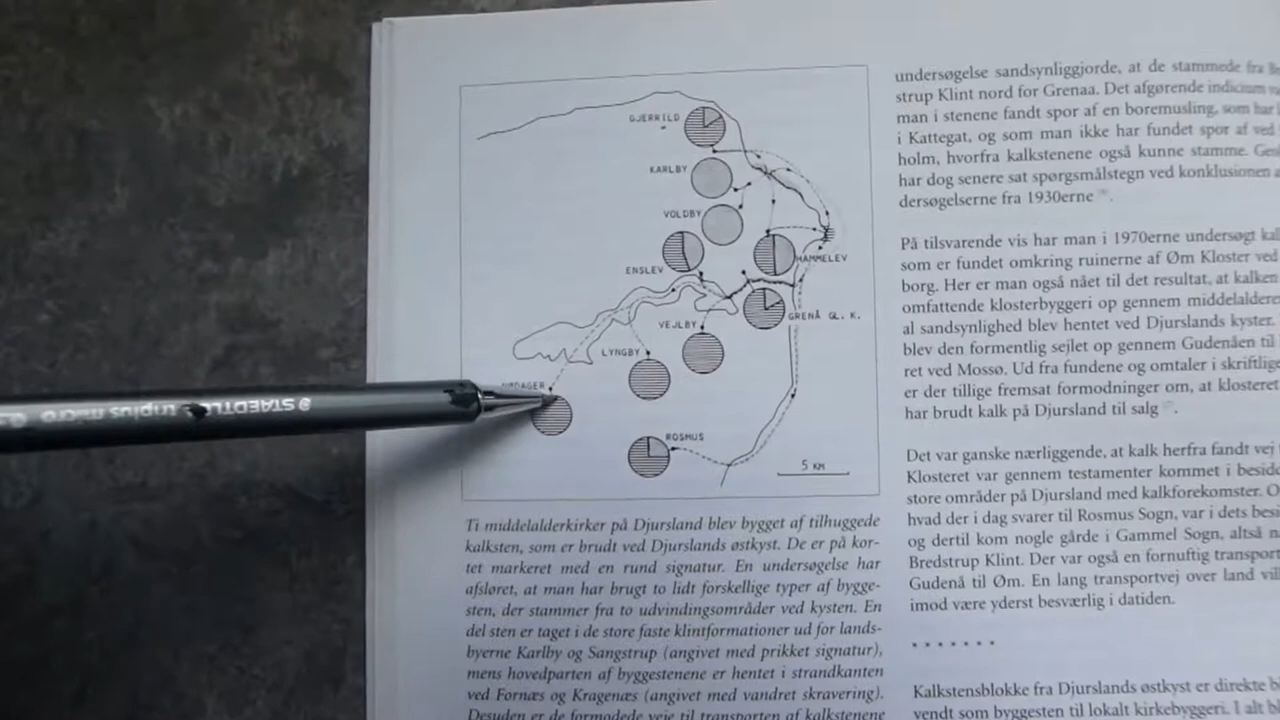 GJERRILD
KARLBY
VOLDBY
ENSLEV
HAMMELEV
GRENÅ GL. K.
VEJLBY
LYNGBY
ROSMUS
5 KM
STAEDTLER triplus micro
Ti middelalderkirker på Djursland blev bygget af tilhuggede
kalksten, som er brudt ved Djurslands østkyst. De er på kor-
tet markeret med en rund signatur. En undersøgelse har
afsløret, at man har brugt to lidt forskellige typer af bygge-
sten, der stammer fra to udvindingsområder ved kysten. En
del sten er taget i de store faste klintformationer ud for lands-
byerne Karlby og Sangstrup (angivet med prikket signatur),
mens hovedparten af byggestenene er hentet i strandkanten
ved Fornæs og Kragenæs (angivet med vandret skravering).
Desuden er de formodede veje til transporten af kalkstenene
undersøgelse sandsynliggjorde, at de stammede fra
strup Klint nord for Grenaa. Det afgørende indicium
man i stenene fandt spor af en boremusling, som har
i Kattegat, og som man ikke har fundet spor af ved
holm, hvorfra kalkstenene også kunne stamme.
har dog senere sat spørgsmålstegn ved konklusionen
dersøgelserne fra 1930erne
På tilsvarende vis har man i 1970erne undersøgt
som er fundet omkring ruinerne af Øm Kloster ved
borg. Her er man også nået til det resultat, at kalken
omfattende klosterbyggeri op gennem
al sandsynlighed blev hentet ved Djurslands kyster.
blev den formentlig sejlet op gennem Gudenåen til
ret ved Mossø. Ud fra fundene og omtaler i
er der tillige fremsat formodninger om, at klosteret
har brudt kalk på Djursland til salg
Det var ganske nærliggende, at kalk herfra fandt vej
Klosteret var gennem testamenter kommet i
store områder på Djursland med kalkforekomster.
hvad der i dag svarer til Rosmus Sogn, var i dets
og dertil kom nogle gårde i Gammel Sogn, altså
Bredstrup Klint. Der var også en fornuftig
Gudenå til Øm. En lang transportvej over land
imod være yderst besværlig i datiden.
. . . . . . .
Kalkstensblokke fra Djurslands østkyst er direkte
vendt som byggesten til lokalt kirkebyggeri. I alt